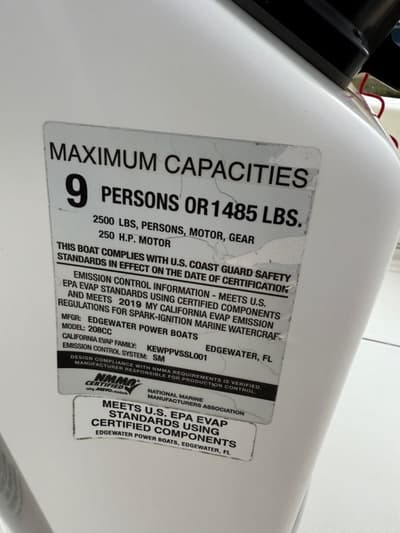 MAXIMUM CAPACITIES
9 PERSONS OR 1485 LBS.
2500 LBS, PERSONS, MOTOR, GEAR
250 H.P. MOTOR
THIS BOAT COMPLIES WITH U.S. COAST GUARD SAFETY
STANDARDS IN EFFECT ON THE DATE OF CERTIFICATION
EMISSION CONTROL INFORMATION - MEETS U.S.
EPA EVAP STANDARDS USING CERTIFIED COMPONENTS
AND MEETS 2019 MY CALIFORNIA EVAP EMISSION
REGULATIONS FOR SPARK-IGNITION MARINE WATERCRAFT
MFGR: EDGEWATER POWER BOATS EDGEWATER, FL
MODEL: 208CC
CALIFORNIA EVAP FAMILY: KEWPPVSSL001
EMISSION CONTROL SYSTEM: SM
DESIGN COMPLIANCE WITH NMMA REQUIREMENTS IS VERIFIED.
MANUFACTURER RESPONSIBLE FOR PRODUCTION CONTROL.
NMMA
CERTIFIED
NATIONAL MARINE
MANUFACTURERS ASSOCIATION
MEETS U.S. EPA EVAP
STANDARDS USING
CERTIFIED COMPONENTS
EDGEWATER POWER BOATS, EDGEWATER, FL